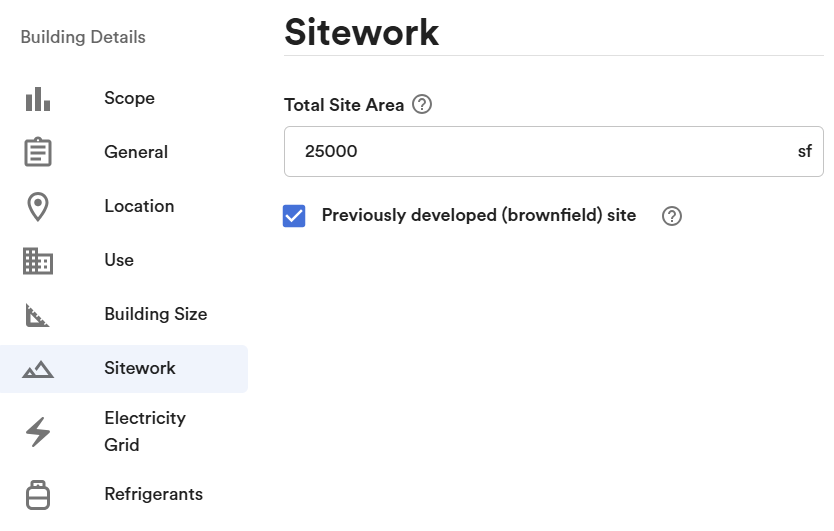 Building Details
Scope
General
Location
Use
Building Size
Sitework
Electricity
Grid
Refrigerants
Sitework
Total Site Area ?
25000 sf
Previously developed (brownfield) site ?